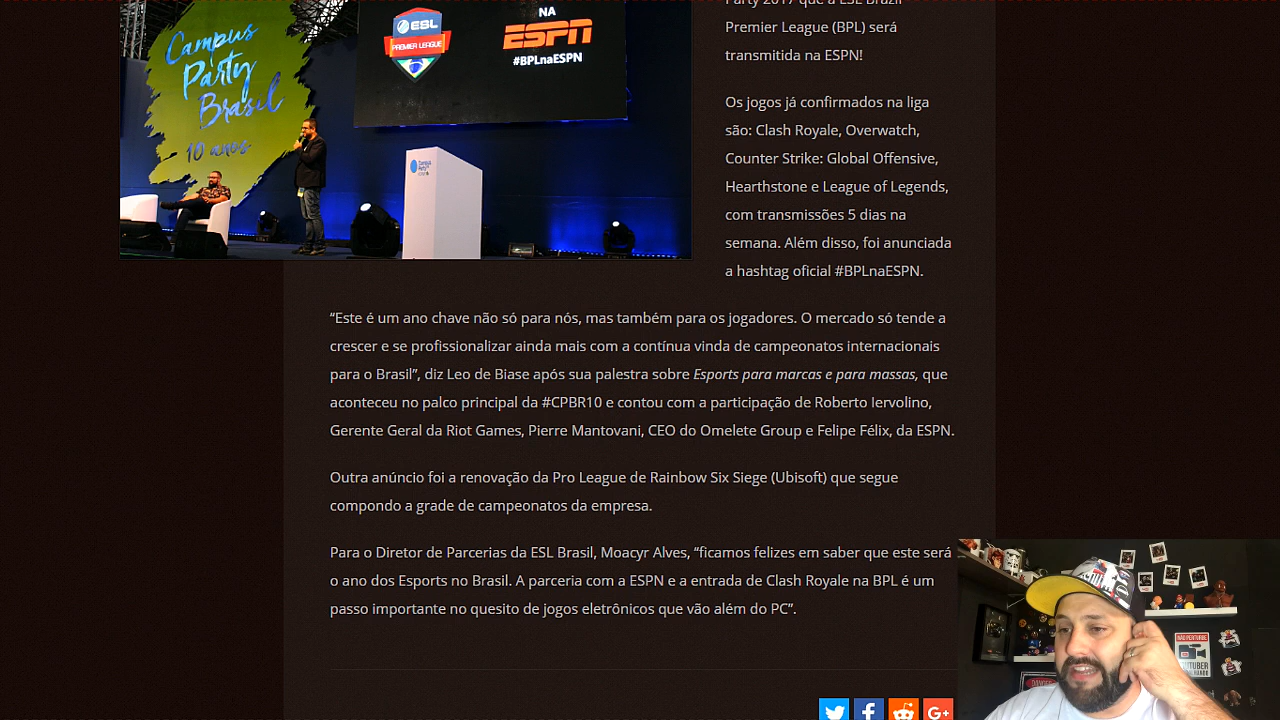 Campus
Party
Brasil
10 anos
ESL
PREMIER LEAGUE
NA
ESPN
#BPLnaESPN
Campus
Party
Party 2017 que a ESL Brazil
Premier League (BPL) será
transmitida na ESPN!
Os jogos já confirmados na liga
são: Clash Royale, Overwatch,
Counter Strike: Global Offensive,
Hearthstone e League of Legends,
com transmissões 5 dias na
semana. Além disso, foi anunciada
a hashtag oficial #BPLnaESPN.
“Este é um ano chave não só para nós, mas também para os jogadores. O mercado só tende a
crescer e se profissionalizar ainda mais com a contínua vinda de campeonatos internacionais
para o Brasil”, diz Leo de Biase após sua palestra sobre Esports para marcas e para massas, que
aconteceu no palco principal da #CPBR10 e contou com a participação de Roberto Iervolino,
Gerente Geral da Riot Games, Pierre Mantovani, CEO do Omelete Group e Felipe Félix, da ESPN.
Outra anúncio foi a renovação da Pro League de Rainbow Six Siege (Ubisoft) que segue
compondo a grade de campeonatos da empresa.
Para o Diretor de Parcerias da ESL Brasil, Moacyr Alves, “ficamos felizes em saber que este será
o ano dos Esports no Brasil. A parceria com a ESPN e a entrada de Clash Royale na BPL é um
passo importante no quesito de jogos eletrônicos que vão além do PC”.
NÃO PERTURBE
YOUTUBER
DANGER
G+